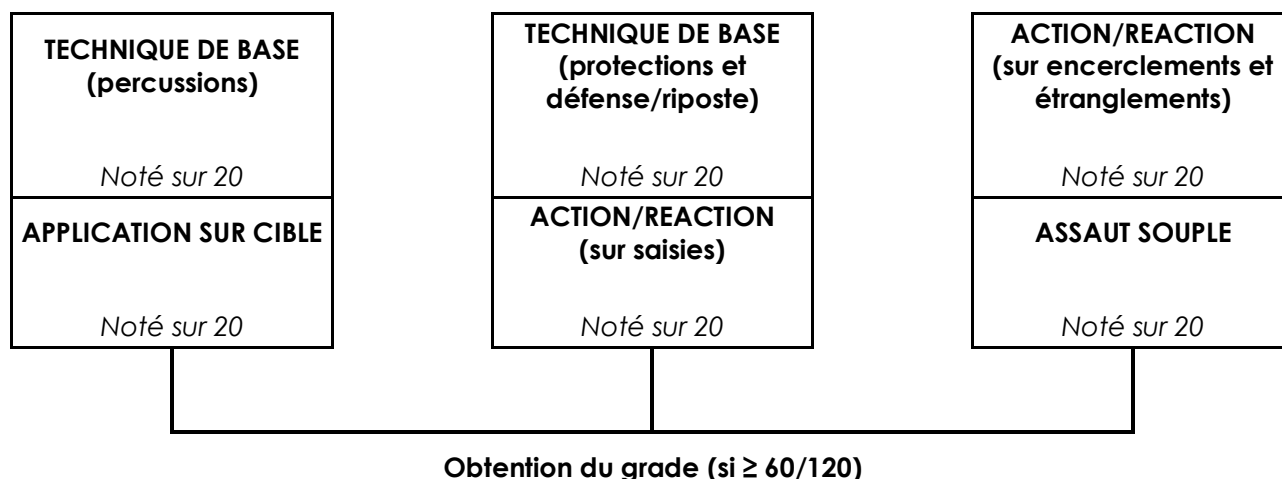 TECHNIQUE DE BASE
(percussions)
Noté sur 20
APPLICATION SUR CIBLE
Noté sur 20
TECHNIQUE DE BASE
(protections et
défense/riposte)
Noté sur 20
ACTION/REACTION
(sur saisies)
Noté sur 20
ACTION/REACTION
(sur encerclements et
étranglements)
Noté sur 20
ASSAUT SOUPLE
Noté sur 20
Obtention du grade (si ≥ 60/120)